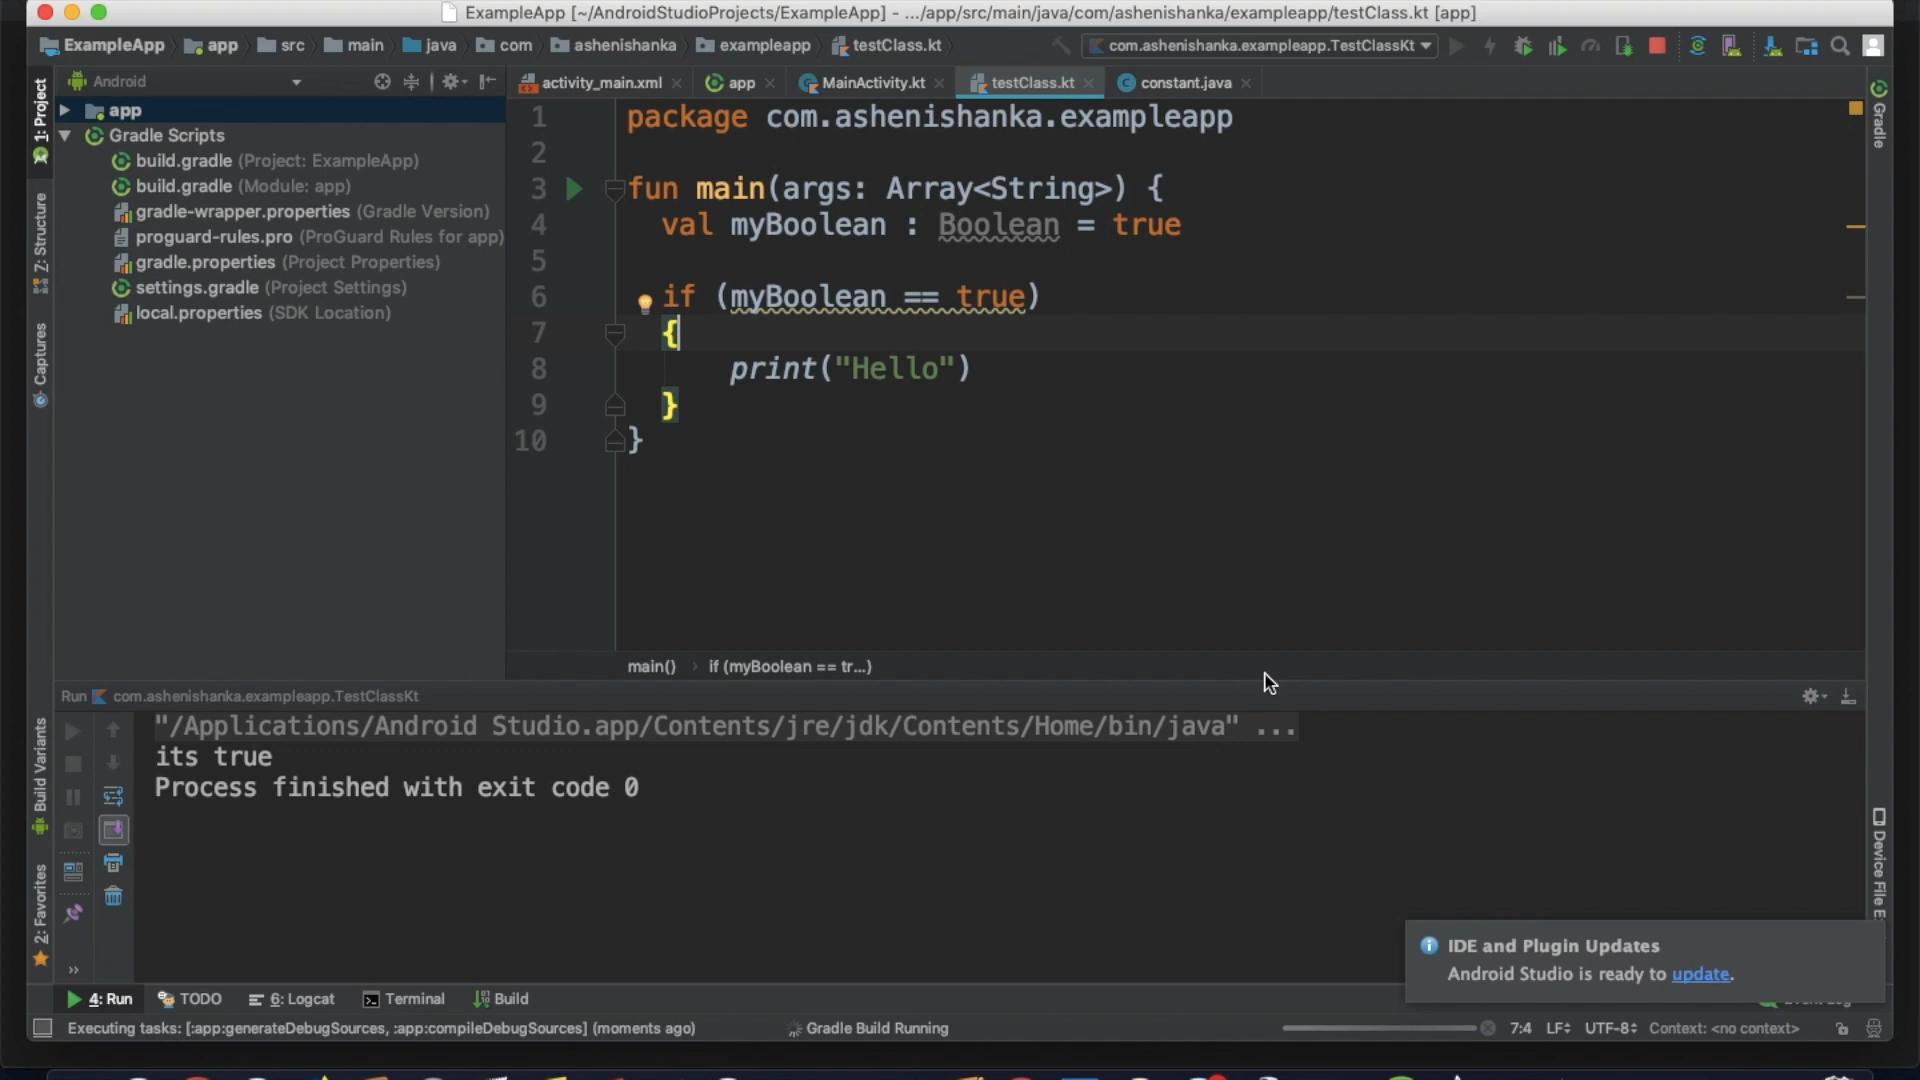 ExampleApp [~/AndroidStudioProjects/ExampleApp] - .../app/src/main/java/com/ashenishanka/exampleapp/testClass.kt [app]
ExampleApp app src main java com ashenishanka exampleapp testClass.kt com.ashenishanka.exampleapp.TestClassKt
Android
activity_main.xml app MainActivity.kt testClass.kt constant.java
1: Project
Z: Structure
Captures
Build Variants
2: Favorites
app
Gradle Scripts
build.gradle (Project: ExampleApp)
build.gradle (Module: app)
gradle-wrapper.properties (Gradle Version)
proguard-rules.pro (ProGuard Rules for app)
gradle.properties (Project Properties)
settings.gradle (Project Settings)
local.properties (SDK Location)
1 package com.ashenishanka.exampleapp
2
3 fun main(args: Array<String>) {
4 val myBoolean : Boolean = true
5
6 if (myBoolean == true)
7 {
8 print("Hello")
9 }
10 }
main() › if (myBoolean == tr...)
Gradle
Device File E
Run com.ashenishanka.exampleapp.TestClassKt
"/Applications/Android Studio.app/Contents/jre/jdk/Contents/Home/bin/java" ...
its true
Process finished with exit code 0
IDE and Plugin Updates
Android Studio is ready to update.
4: Run TODO 6: Logcat Terminal Build
Executing tasks: [:app:generateDebugSources, :app:compileDebugSources] (moments ago) Gradle Build Running 7:4 LF UTF-8 Context: <no context>